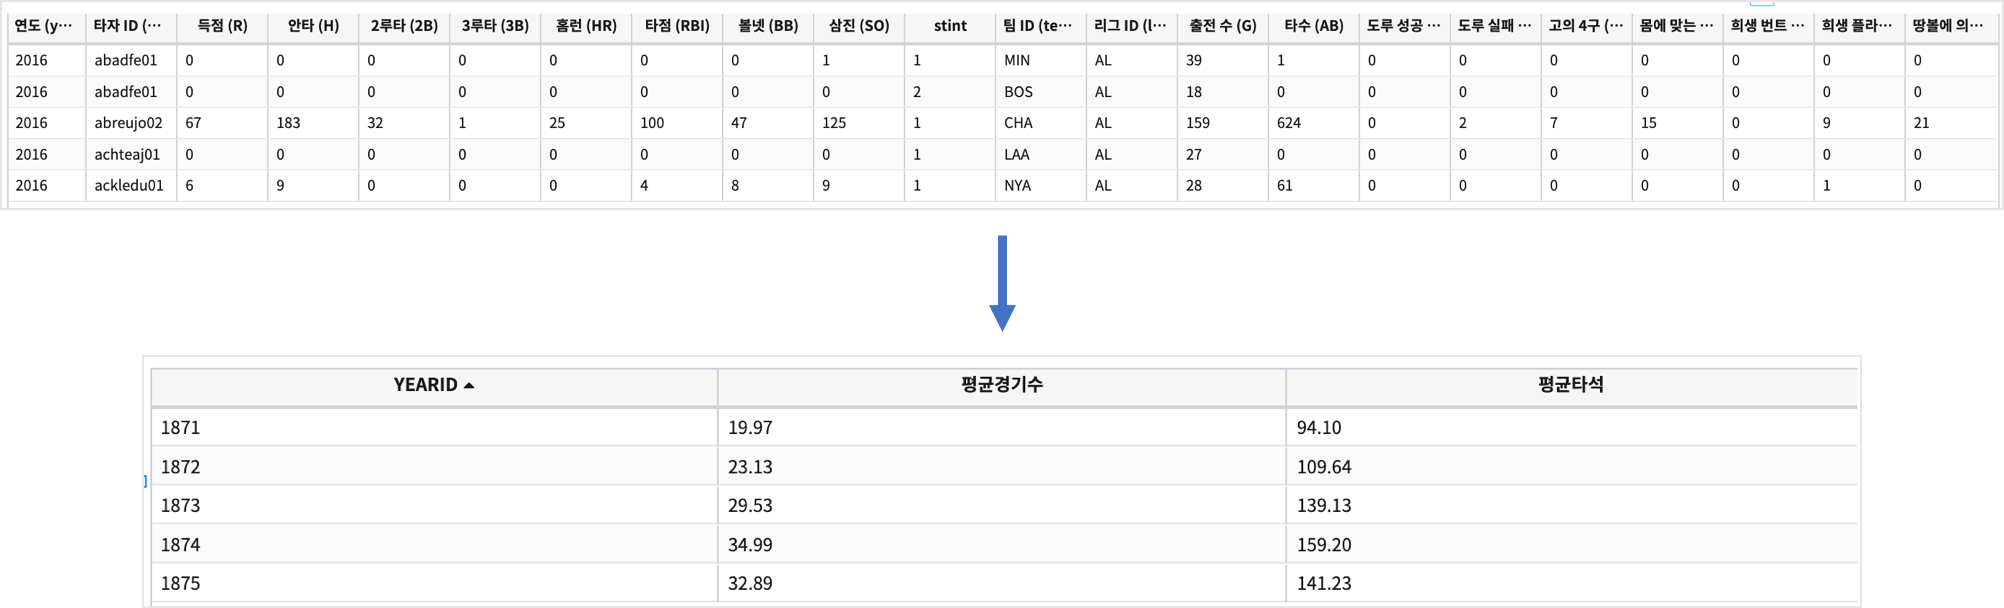 연도 (y⋯ 타자 ID (⋯ 득점 (R) 안타 (H) 2루타 (2B) 3루타 (3B) 홈런 (HR) 타점 (RBI) 볼넷 (BB) 삼진 (SO) stint 팀 ID (te⋯ 리그 ID (l⋯ 출전 수 (G) 타수 (AB) 도루 성공 ⋯ 도루 실패 ⋯ 고의 4구 (⋯ 몸에 맞는 ⋯ 희생 번트 ⋯ 희생 플라⋯ 땅볼에 의⋯
2016 abadfe01 0 0 0 0 0 0 0 1 1 MIN AL 39 1 0 0 0 0 0 0 0
2016 abadfe01 0 0 0 0 0 0 0 0 2 BOS AL 18 0 0 0 0 0 0 0 0
2016 abreujo02 67 183 32 1 25 100 47 125 1 CHA AL 159 624 0 2 7 15 0 9 21
2016 achteaj01 0 0 0 0 0 0 0 0 1 LAA AL 27 0 0 0 0 0 0 0 0
2016 ackledu01 6 9 0 0 0 4 8 9 1 NYA AL 28 61 0 0 0 0 0 1 0
YEARID 평균경기수 평균타석
1871 19.97 94.10
1872 23.13 109.64
1873 29.53 139.13
1874 34.99 159.20
1875 32.89 141.23